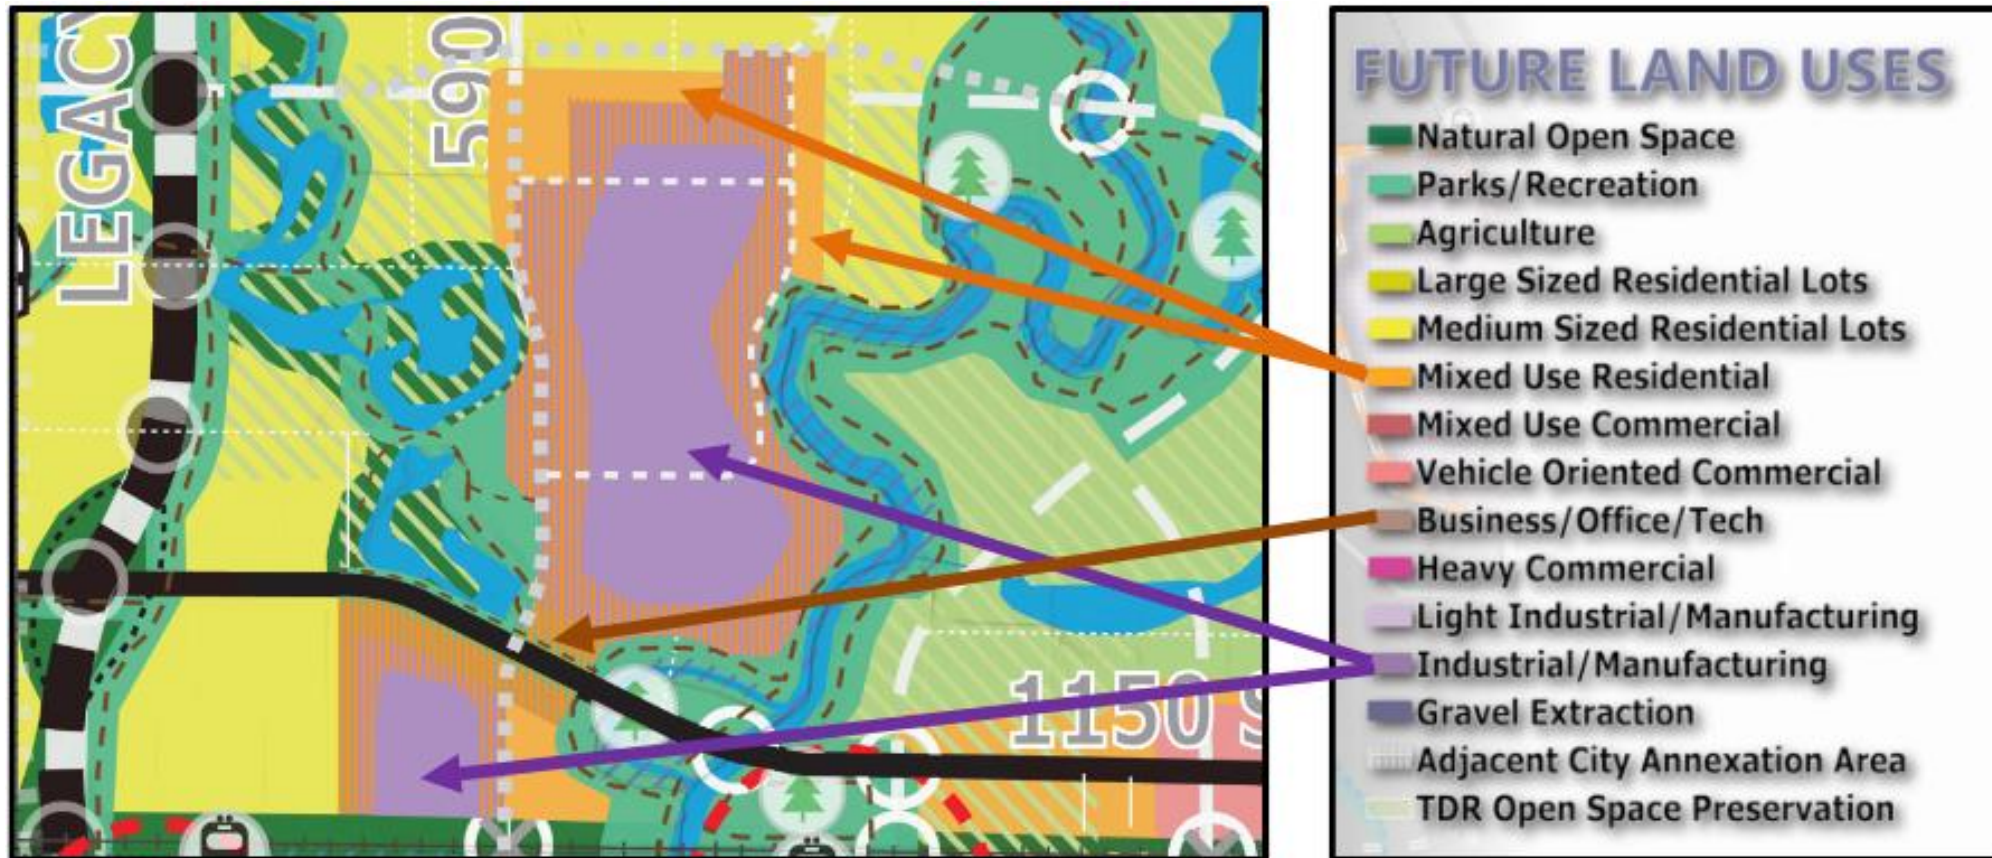 LEGACY
590
1150 S
FUTURE LAND USES
Natural Open Space
Parks/Recreation
Agriculture
Large Sized Residential Lots
Medium Sized Residential Lots
Mixed Use Residential
Mixed Use Commercial
Vehicle Oriented Commercial
Business/Office/Tech
Heavy Commercial
Light Industrial/Manufacturing
Industrial/Manufacturing
Gravel Extraction
Adjacent City Annexation Area
TDR Open Space Preservation